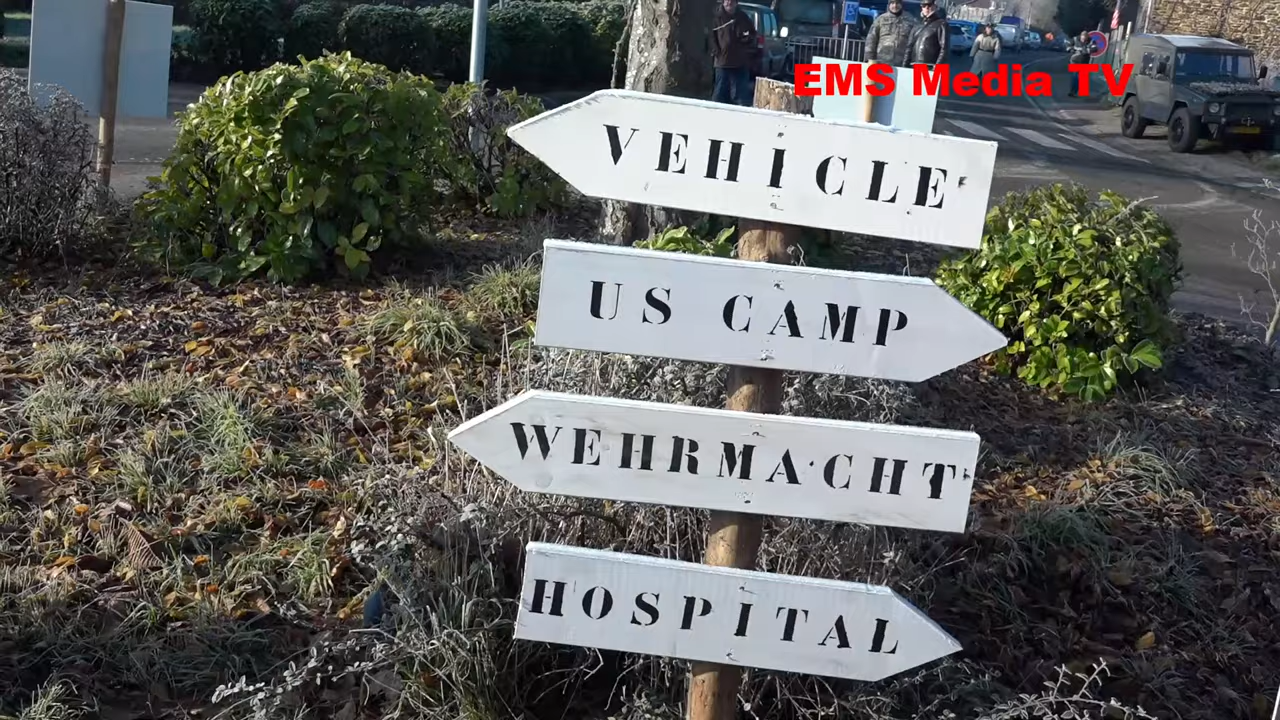 EMS Media TV
VEHICLE
US CAMP
WEHRMACHT
HOSPITAL